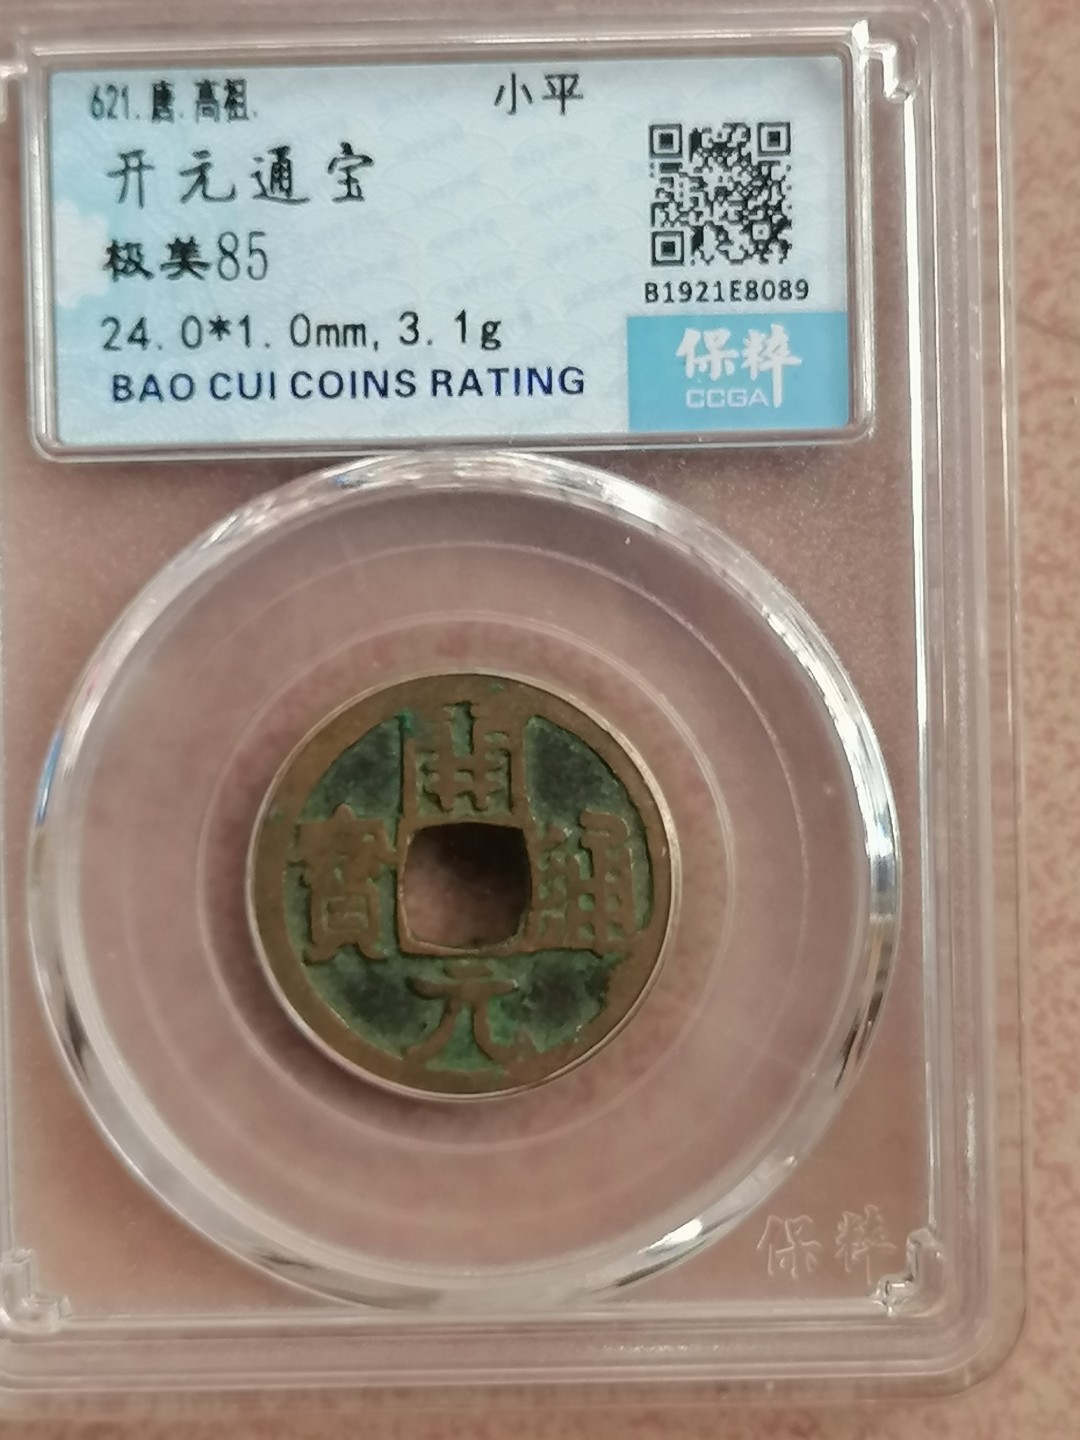 621.唐.高祖. 小平
开元通宝
极美85
24.0*1.0mm,3.1g
BAO CUI COINS RATING
B1921E8089
保粹
CCGA
開
寶 通
元
保粹